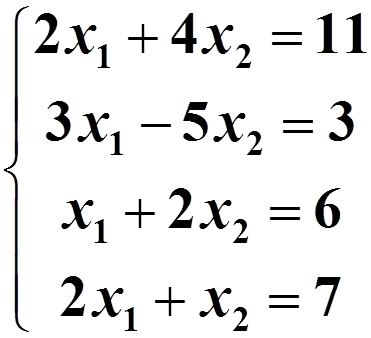 2x₁ + 4x₂ = 11
3x₁ − 5x₂ = 3
x₁ + 2x₂ = 6
2x₁ + x₂ = 7